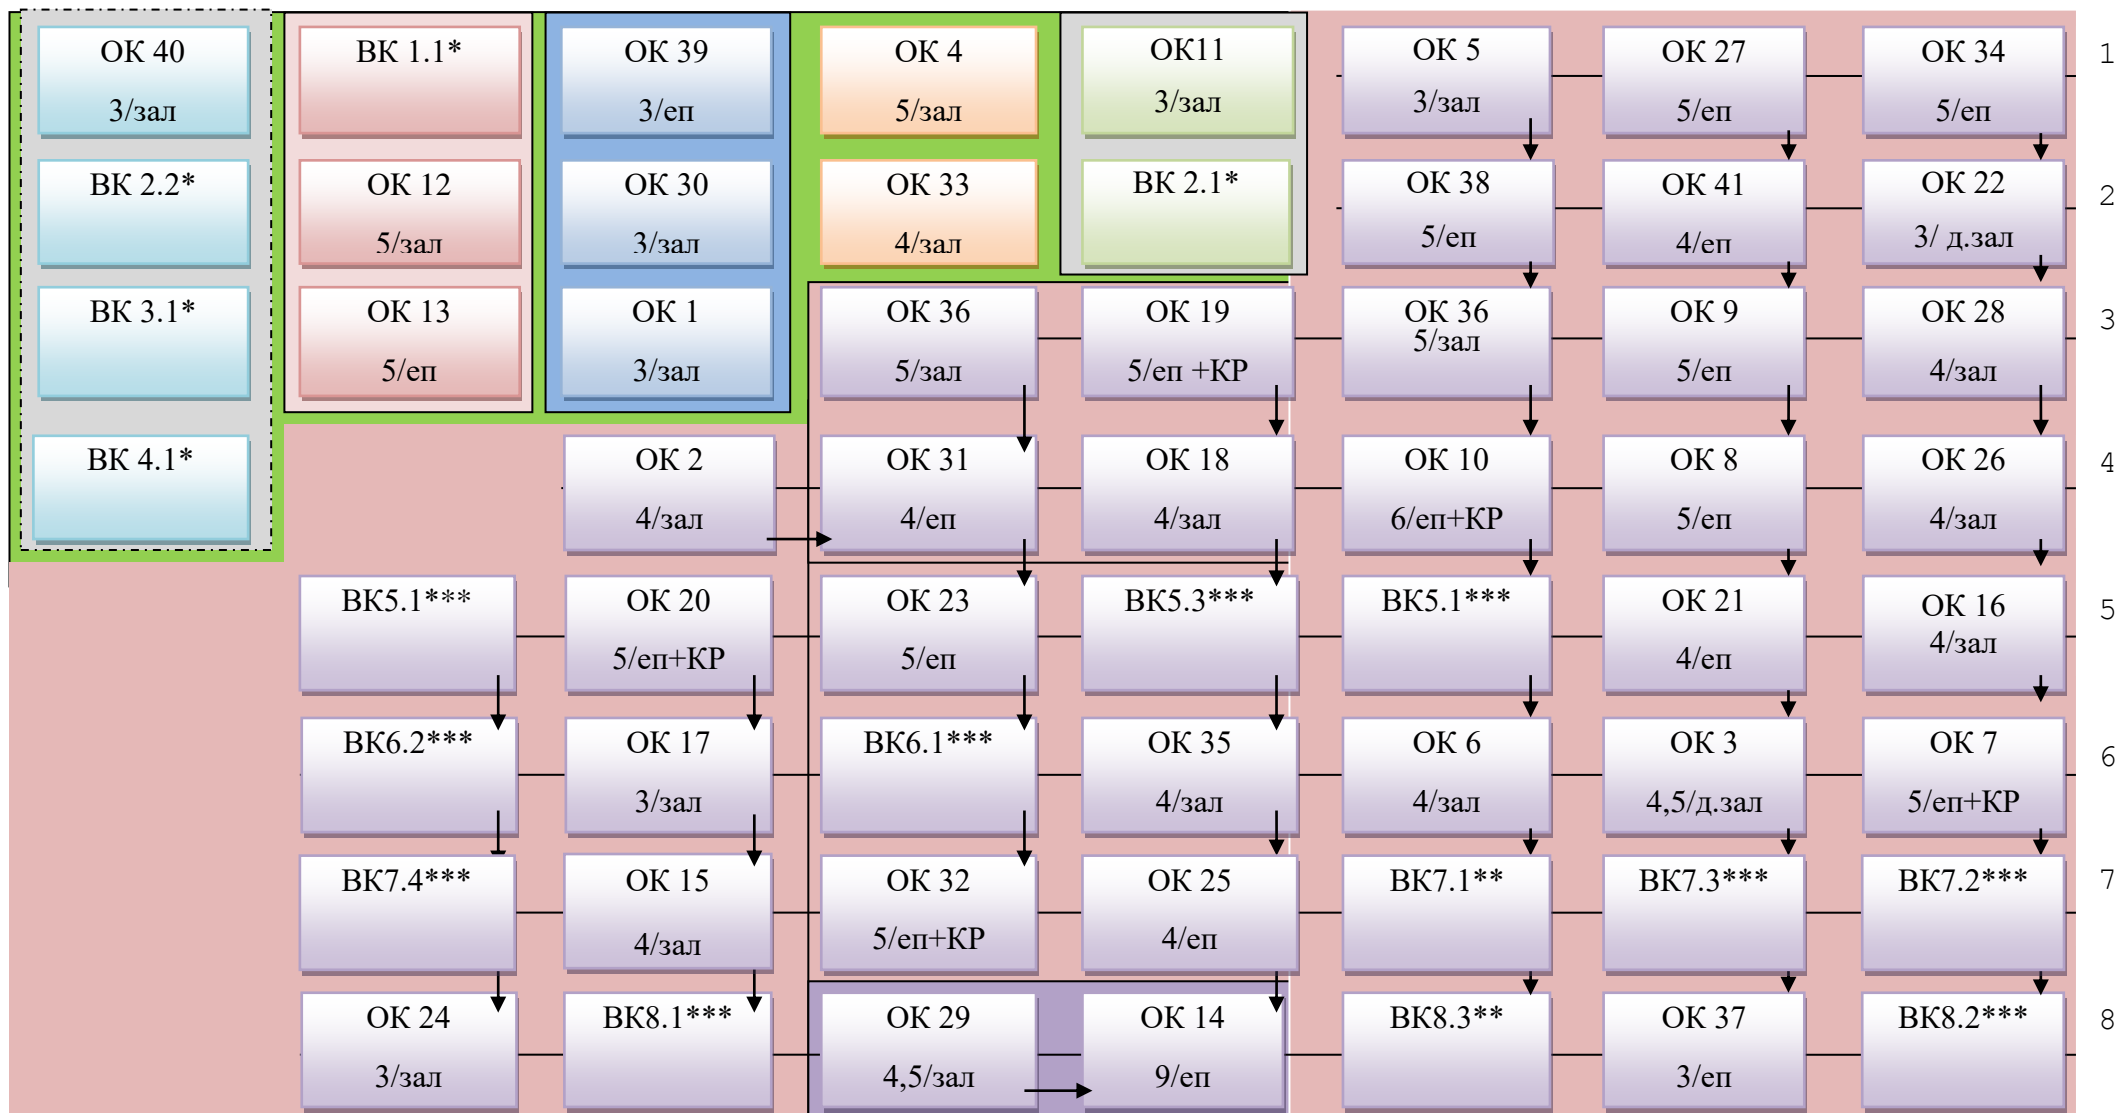 ОК 40
3/зал
ВК 1.1*
ОК 39
3/еп
ОК 4
5/зал
ОК11
3/зал
ОК 5
3/зал
ОК 27
5/еп
ОК 34
5/еп
1
ВК 2.2*
ОК 12
5/зал
ОК 30
3/зал
ОК 33
4/зал
ВК 2.1*
ОК 38
5/еп
ОК 41
4/еп
ОК 22
3/ д.зал
2
ВК 3.1*
ОК 13
5/еп
ОК 1
3/зал
ОК 36
5/зал
ОК 19
5/еп +КР
ОК 36
5/зал
ОК 9
5/еп
ОК 28
4/зал
3
ВК 4.1*
ОК 2
4/зал
ОК 31
4/еп
ОК 18
4/зал
ОК 10
6/еп+КР
ОК 8
5/еп
ОК 26
4/зал
4
ВК5.1***
ОК 20
5/еп+КР
ОК 23
5/еп
ВК5.3***
ВК5.1***
ОК 21
4/еп
ОК 16
4/зал
5
ВК6.2***
ОК 17
3/зал
ВК6.1***
ОК 35
4/зал
ОК 6
4/зал
ОК 3
4,5/д.зал
ОК 7
5/еп+КР
6
ВК7.4***
ОК 15
4/зал
ОК 32
5/еп+КР
ОК 25
4/еп
ВК7.1**
ВК7.3***
ВК7.2***
7
ОК 24
3/зал
ВК8.1***
ОК 29
4,5/зал
ОК 14
9/еп
ВК8.3**
ОК 37
3/еп
ВК8.2***
8